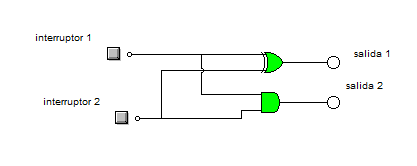 interruptor 1
salida 1
salida 2
interruptor 2